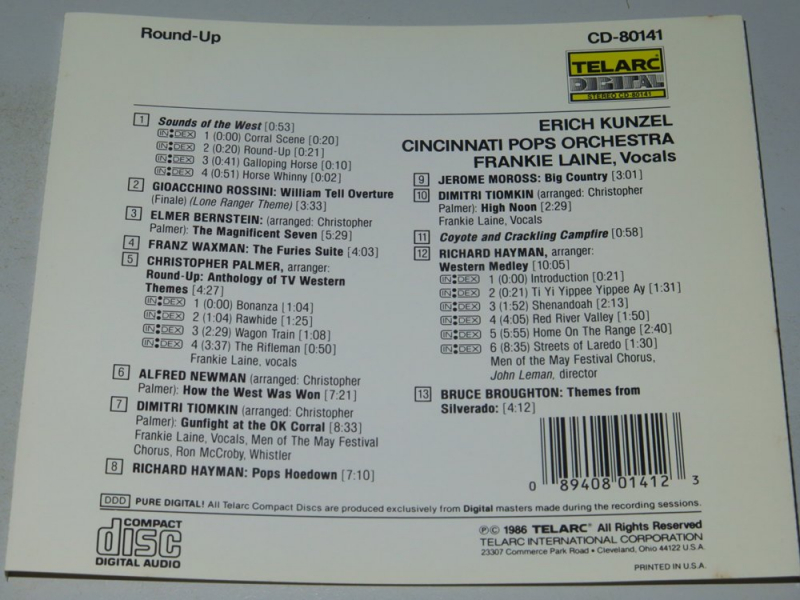 Round-Up
CD-80141
TELARC
DIGITAL
STEREO CD-80141
ERICH KUNZEL
CINCINNATI POPS ORCHESTRA
FRANKIE LAINE, Vocals
1 Sounds of the West [0:53]
INDEX 1 (0:00) Corral Scene [0:20]
INDEX 2 (0:20) Round-Up [0:21]
INDEX 3 (0:41) Galloping Horse [0:10]
INDEX 4 (0:51) Horse Whinny [0:02]
2 GIOACCHINO ROSSINI: William Tell Overture
(Finale) (Lone Ranger Theme) [3:33]
3 ELMER BERNSTEIN: (arranged: Christopher
Palmer): The Magnificent Seven [5:29]
4 FRANZ WAXMAN: The Furies Suite [4:03]
5 CHRISTOPHER PALMER, arranger:
Round-Up: Anthology of TV Western
Themes [4:27]
INDEX 1 (0:00) Bonanza [1:04]
INDEX 2 (1:04) Rawhide [1:25]
INDEX 3 (2:29) Wagon Train [1:08]
INDEX 4 (3:37) The Rifleman [0:50]
Frankie Laine, vocals
6 ALFRED NEWMAN (arranged: Christopher
Palmer): How the West Was Won [7:21]
7 DIMITRI TIOMKIN (arranged: Christopher
Palmer): Gunfight at the OK Corral [8:33]
Frankie Laine, Vocals, Men of The May Festival
Chorus, Ron McCroby, Whistler
8 RICHARD HAYMAN: Pops Hoedown [7:10]
9 JEROME MOROSS: Big Country [3:01]
10 DIMITRI TIOMKIN (arranged: Christopher
Palmer): High Noon [2:29]
Frankie Laine, Vocals
11 Coyote and Crackling Campfire [0:58]
12 RICHARD HAYMAN, arranger:
Western Medley [10:05]
INDEX 1 (0:00) Introduction [0:21]
INDEX 2 (0:21) Ti Yi Yippee Yippee Ay [1:31]
INDEX 3 (1:52) Shenandoah [2:13]
INDEX 4 (4:05) Red River Valley [1:50]
INDEX 5 (5:55) Home On The Range [2:40]
INDEX 6 (8:35) Streets of Laredo [1:30]
Men of the May Festival Chorus,
John Leman, director
13 BRUCE BROUGHTON: Themes from
Silverado: [4:12]
0 89408 01412 3
DDD PURE DIGITAL! All Telarc Compact Discs are produced exclusively from Digital masters made during the recording sessions.
COMPACT
disc
DIGITAL AUDIO
℗© 1986 TELARC® All Rights Reserved
TELARC INTERNATIONAL CORPORATION
23307 Commerce Park Road • Cleveland, Ohio 44122 U.S.A.
PRINTED IN U.S.A.